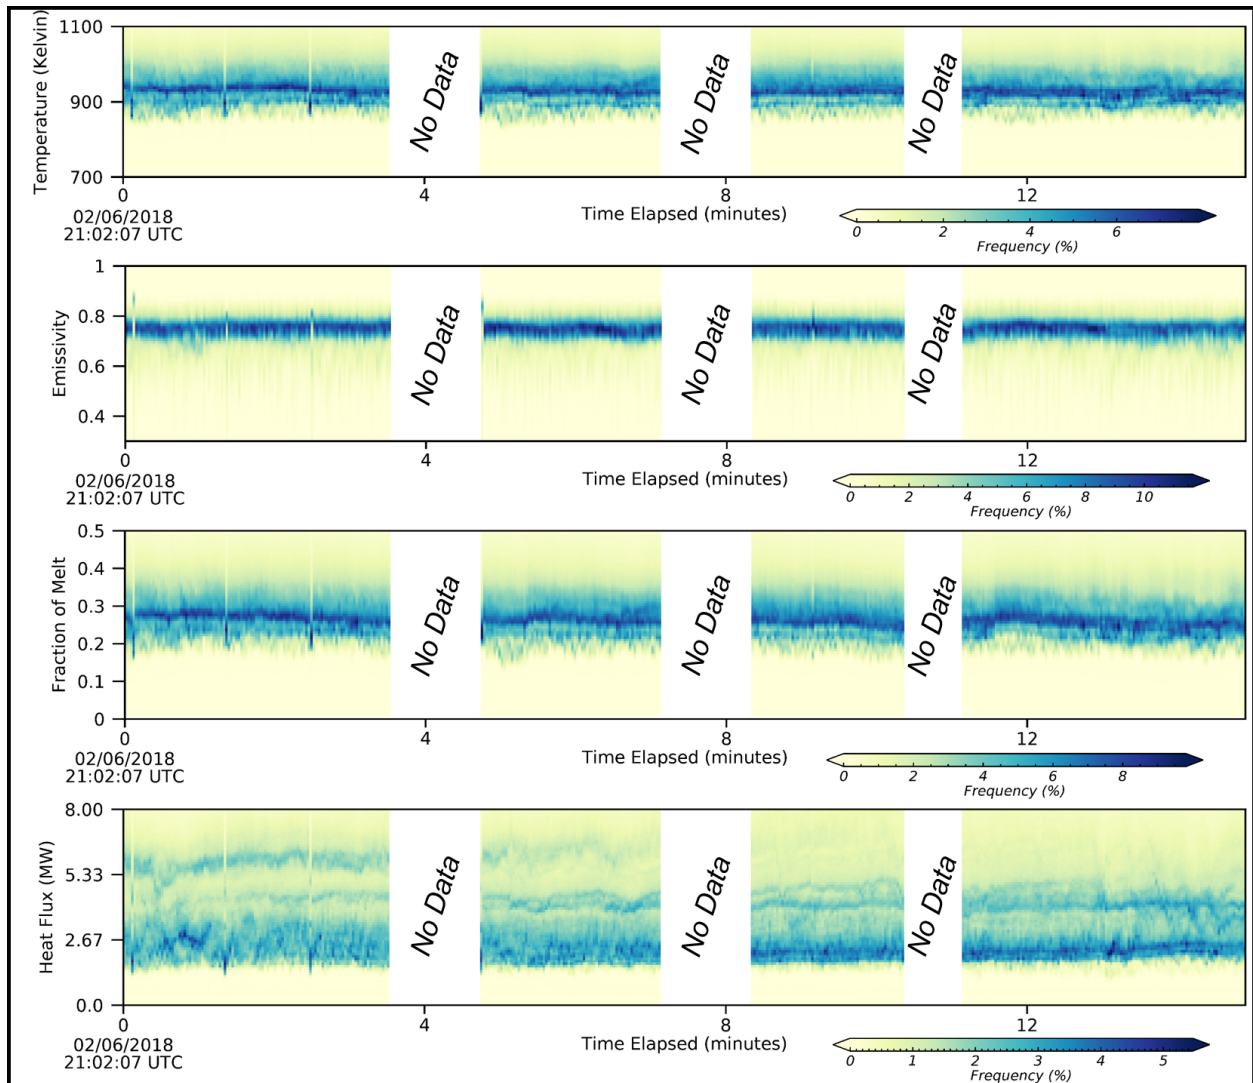 1100
900
700
Temperature (Kelvin)
No Data
No Data
No Data
0
4
8
12
02/06/2018
21:02:07 UTC
Time Elapsed (minutes)
0
2
4
6
Frequency (%)
1
0.8
0.6
0.4
Emissivity
No Data
No Data
No Data
0
4
8
12
02/06/2018
21:02:07 UTC
Time Elapsed (minutes)
0
2
4
6
8
10
Frequency (%)
0.5
0.4
0.3
0.2
0.1
0
Fraction of Melt
No Data
No Data
No Data
0
4
8
12
02/06/2018
21:02:07 UTC
Time Elapsed (minutes)
0
2
4
6
8
Frequency (%)
8.00
5.33
2.67
0.0
Heat Flux (MW)
No Data
No Data
No Data
0
4
8
12
02/06/2018
21:02:07 UTC
Time Elapsed (minutes)
0
1
2
3
4
5
Frequency (%)